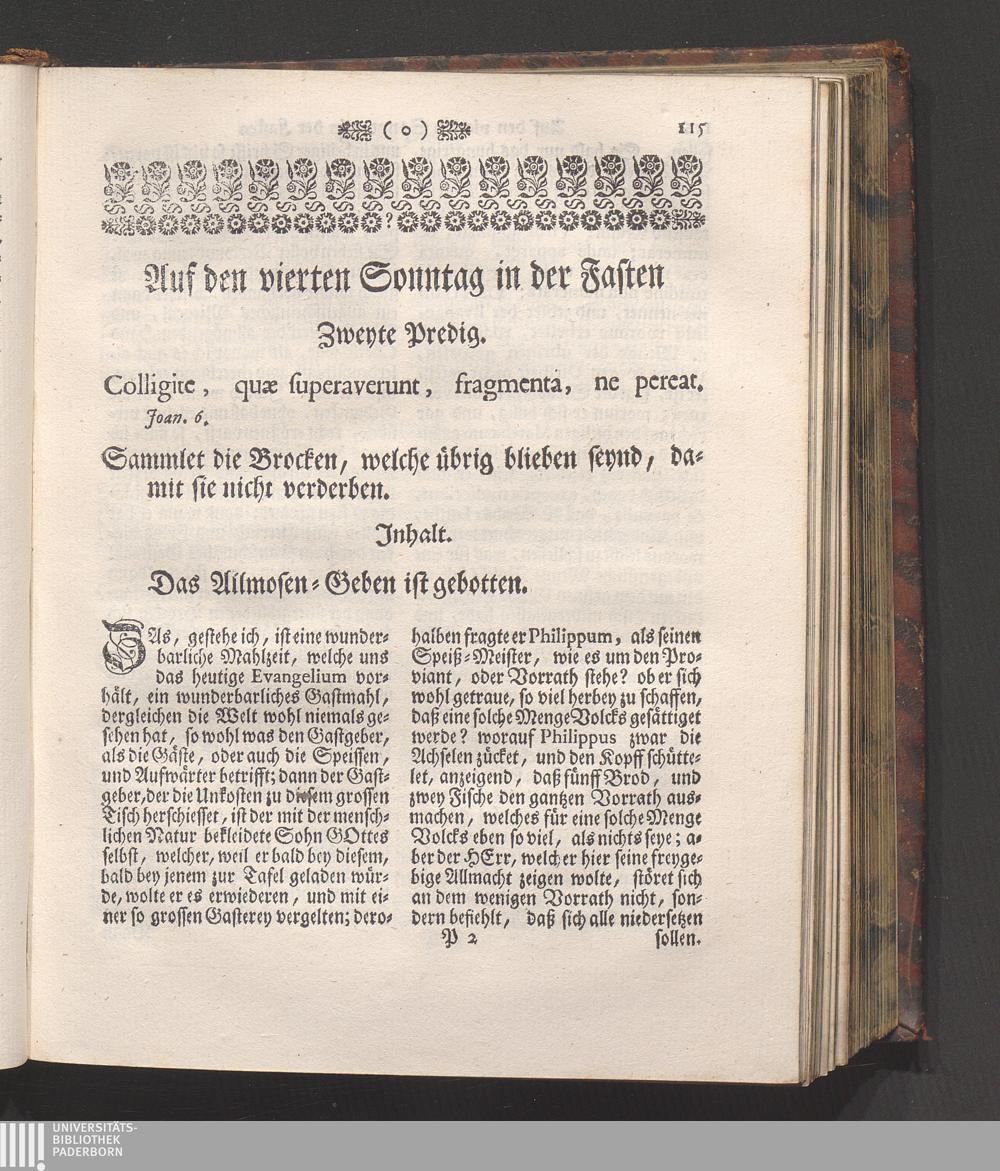 ( o ) 115
Auf den vierten Sonntag in der Fasten
Zweyte Predig.
Colligite, quæ superaverunt, fragmenta, ne pereat.
Joan. 6.
Sammlet die Brocken, welche übrig blieben seynd, da-
mit sie nicht verderben.
Inhalt.
Das Allmosen-Geben ist gebotten.
DAs, gestehe ich, ist eine wunder-
barliche Mahlzeit, welche uns
das heutige Evangelium vor-
hält, ein wunderbarliches Gastmahl,
dergleichen die Welt wohl niemals ge-
sehen hat, so wohl was den Gastgeber,
als die Gäste, oder auch die Speissen,
und Aufwärter betrifft; dann der Gast-
geber, der die Unkosten zu diesem grossen
Tisch herschiesset, ist der mit der mensch-
lichen Natur bekleidete Sohn GOttes
selbst, welcher, weil er bald bey diesem,
bald bey jenem zur Tafel geladen wür-
de, wolte er es erwiederen, und mit ei-
ner so grossen Gasterey vergelten; dero-
halben fragte er Philippum, als seinen
Speiß-Meister, wie es um den Pro-
viant, oder Vorrath stehe? ob er sich
wohl getraue, so viel herbey zu schaffen,
daß eine solche Menge Volcks gesättiget
werde? worauf Philippus zwar die
Achselen zücket, und den Kopff schütte-
let, anzeigend, daß fünff Brod, und
zwey Fische den gantzen Vorrath aus-
machen, welches für eine solche Menge
Volcks eben so viel, als nichts seye; a-
ber der HErr, welcher hier seine freyge-
bige Allmacht zeigen wolte, störet sich
an dem wenigen Vorrath nicht, son-
dern befiehlt, daß sich alle niedersetzen
P 2 sollen.
UNIVERSITÄTS-
BIBLIOTHEK
PADERBORN